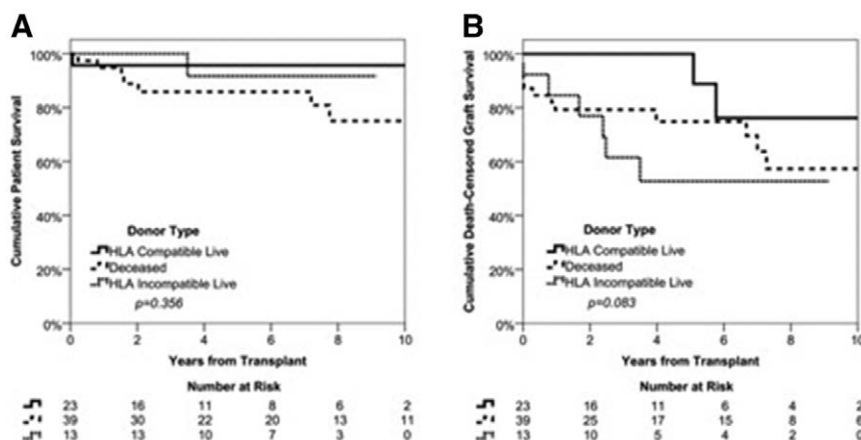 A
Cumulative Patient Survival
100%
80%
60%
40%
20%
0%
Donor Type
HLA Compatible Live
Deceased
HLA Incompatible Live
p=0.356
0 2 4 6 8 10
Years from Transplant
Number at Risk
23 16 11 8 6 2
39 30 22 20 13 11
13 13 10 7 3 0
B
Cumulative Death-Censored Graft Survival
100%
80%
60%
40%
20%
0%
Donor Type
HLA Compatible Live
Deceased
HLA Incompatible Live
p=0.083
0 2 4 6 8 10
Years from Transplant
Number at Risk
23 16 11 6 4 2
39 25 17 15 8
13 10 5 4 2 0